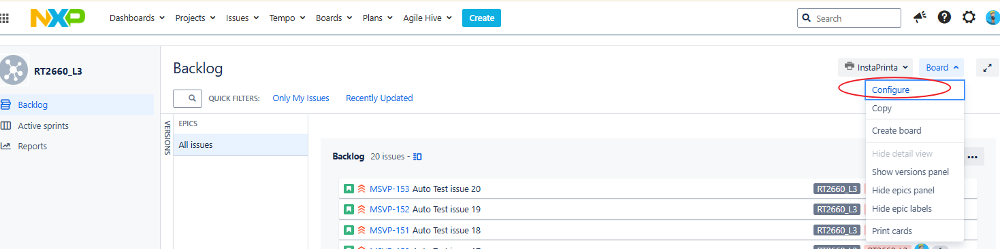 NXP Dashboards Projects Issues Tempo Boards Plans Agile Hive Create Search
RT2660_L3
Backlog
Active sprints
Reports
Backlog
InstaPrinta Board
QUICK FILTERS: Only My Issues Recently Updated
VERSIONS
EPICS
All issues
Backlog 20 issues -
MSVP-153 Auto Test issue 20 RT2660_L3
MSVP-152 Auto Test issue 19 RT2660_L3
MSVP-151 Auto Test issue 18 RT2660_L3
Configure
Copy
Create board
Hide detail view
Show versions panel
Hide epics panel
Hide epic labels
Print cards